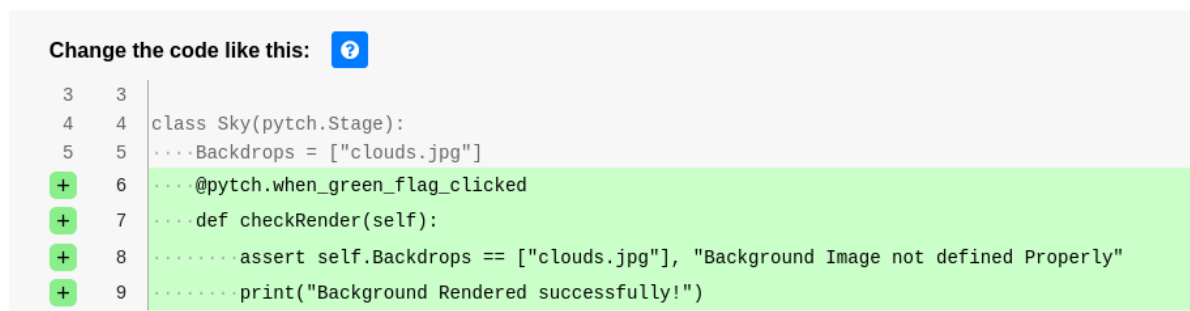 Change the code like this: ?
3 3
4 4 class Sky(pytch.Stage):
5 5 ····Backdrops = ["clouds.jpg"]
+ 6 ····@pytch.when_green_flag_clicked
+ 7 ····def checkRender(self):
+ 8 ········assert self.Backdrops == ["clouds.jpg"], "Background Image not defined Properly"
+ 9 ········print("Background Rendered successfully!")